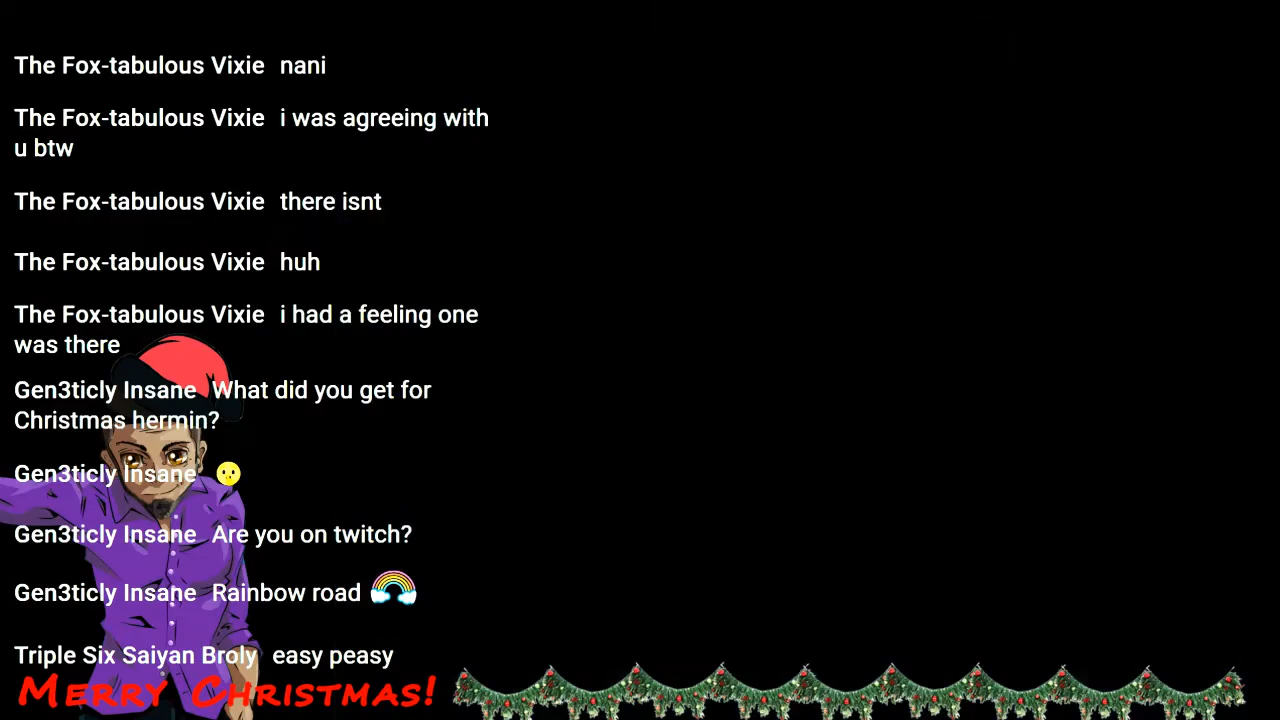 The Fox-tabulous Vixie nani
The Fox-tabulous Vixie i was agreeing with
u btw
The Fox-tabulous Vixie there isnt
The Fox-tabulous Vixie huh
The Fox-tabulous Vixie i had a feeling one
was there
Gen3ticly Insane What did you get for
Christmas hermin?
Gen3ticly Insane 😗
Gen3ticly Insane Are you on twitch?
Gen3ticly Insane Rainbow road 🌈
Triple Six Saiyan Broly easy peasy
MERRY CHRISTMAS!